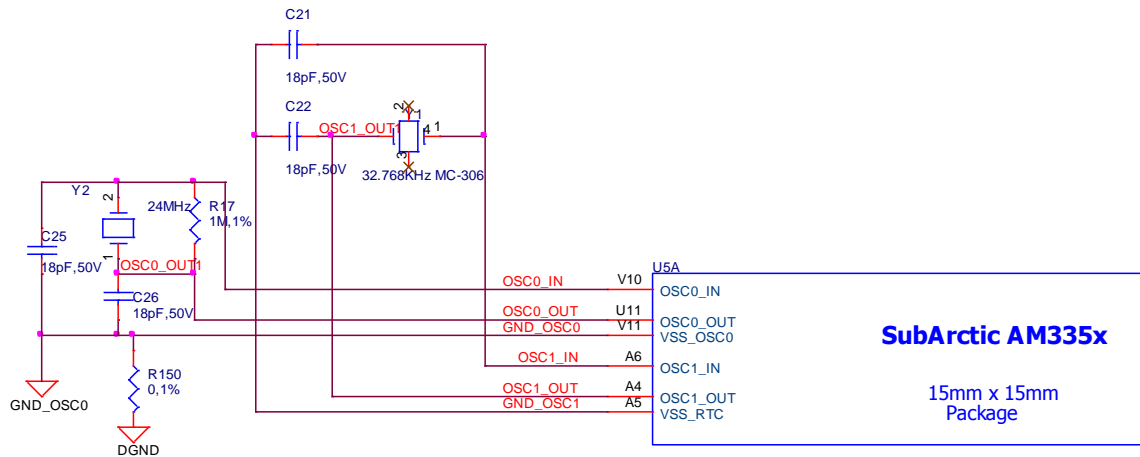 C21
18pF,50V
C22
OSC1_OUT1
2
1
4
1
3
18pF,50V
32.768KHz MC-306
Y2
2
24MHz
R17
1M,1%
C25
18pF,50V
1
OSC0_OUT1
C26
18pF,50V
U5A
OSC0_IN
V10
OSC0_IN
OSC0_OUT
U11
OSC0_OUT
GND_OSC0
V11
VSS_OSC0
SubArctic AM335x
OSC1_IN
A6
OSC1_IN
R150
0,1%
OSC1_OUT
A4
OSC1_OUT
15mm x 15mm
GND_OSC0
GND_OSC1
A5
VSS_RTC
Package
DGND